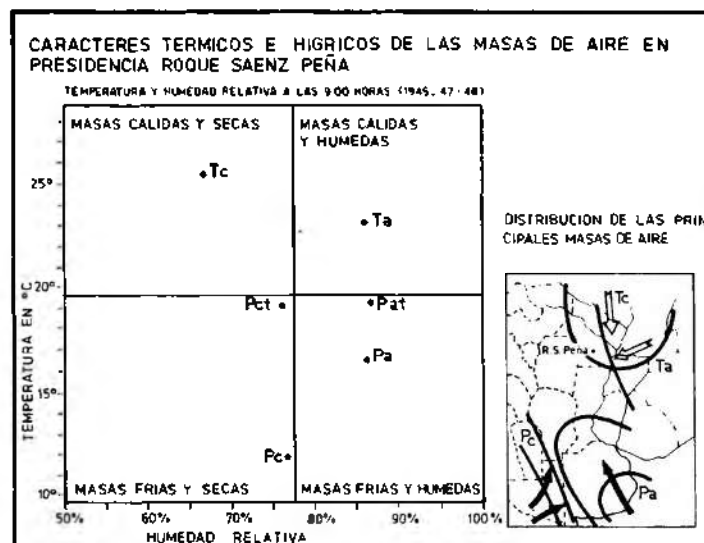 CARACTERES TERMICOS E HIGRICOS DE LAS MASAS DE AIRE EN
PRESIDENCIA ROQUE SAENZ PEÑA
TEMPERATURA Y HUMEDAD RELATIVA A LAS 9:00 HORAS (1945-47-48)
MASAS CALIDAS Y SECAS
MASAS CALIDAS
Y HUMEDAS
Tc
Ta
25°
20°
15°
10°
TEMPERATURA EN °C
Pct
Pat
Pa
Pc
MASAS FRIAS Y SECAS
MASAS FRIAS Y HUMEDAS
50%
60%
70%
80%
90%
100%
HUMEDAD RELATIVA
DISTRIBUCION DE LAS PRIN
CIPALES MASAS DE AIRE
Tc
R.S. Peña
Ta
Pc
Pa